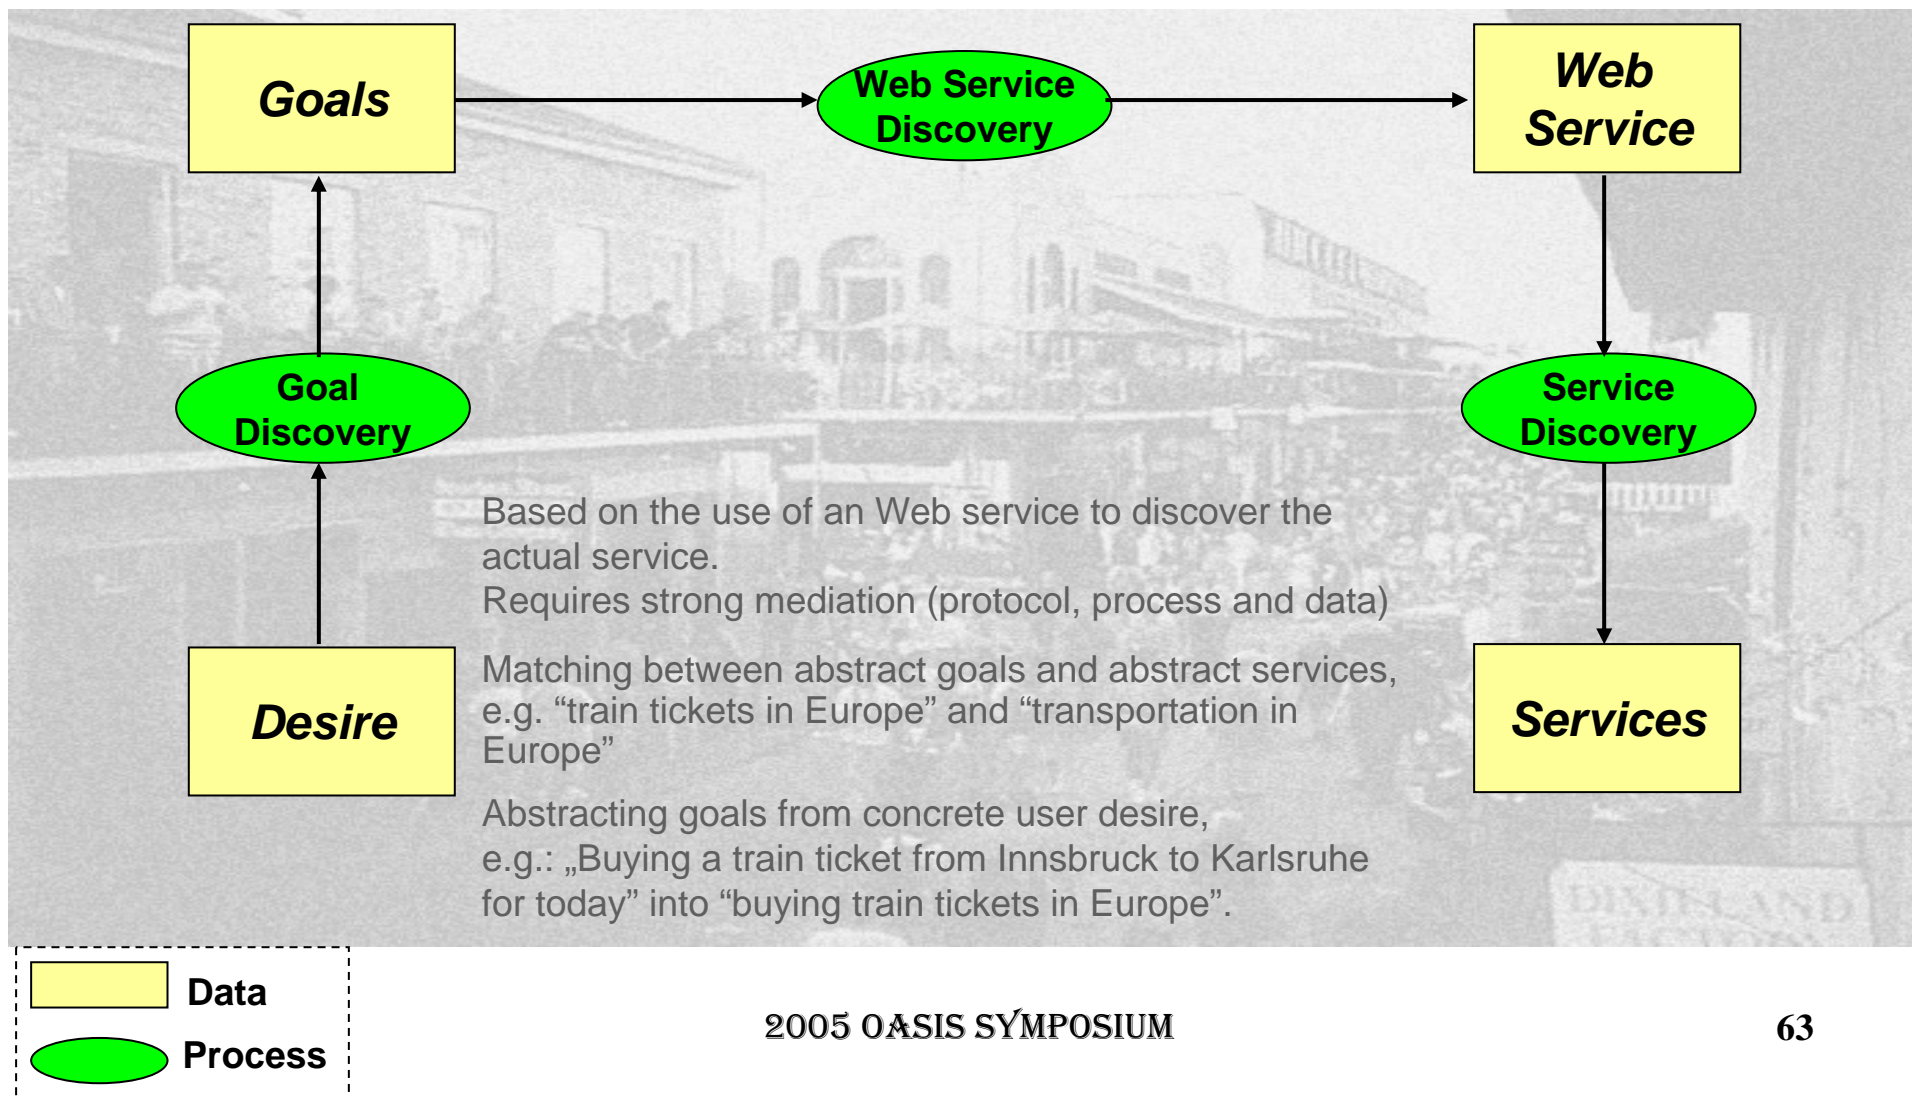 Goals
Web Service
Discovery
Web
Service
Goal
Discovery
Service
Discovery
Based on the use of an Web service to discover the
actual service.
Requires strong mediation (protocol, process and data)
Matching between abstract goals and abstract services,
e.g. “train tickets in Europe” and “transportation in
Europe”
Desire
Services
Abstracting goals from concrete user desire,
e.g.: „Buying a train ticket from Innsbruck to Karlsruhe
for today” into “buying train tickets in Europe”.
DIXIELAND
Data
Process
2005 OASIS SYMPOSIUM
63